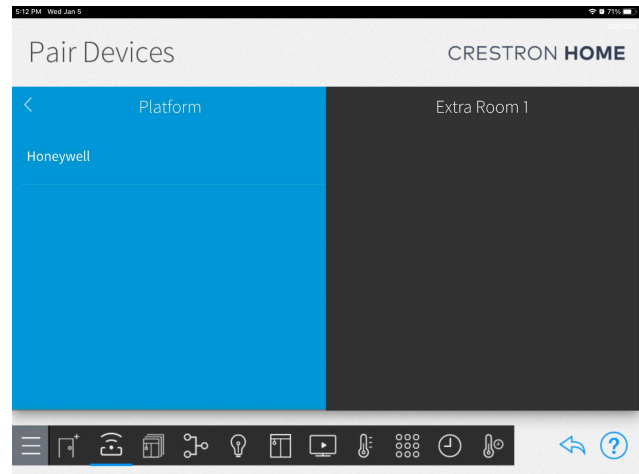 5:12 PM Wed Jan 5
71%
Pair Devices
CRESTRON HOME
Platform
Extra Room 1
Honeywell
?